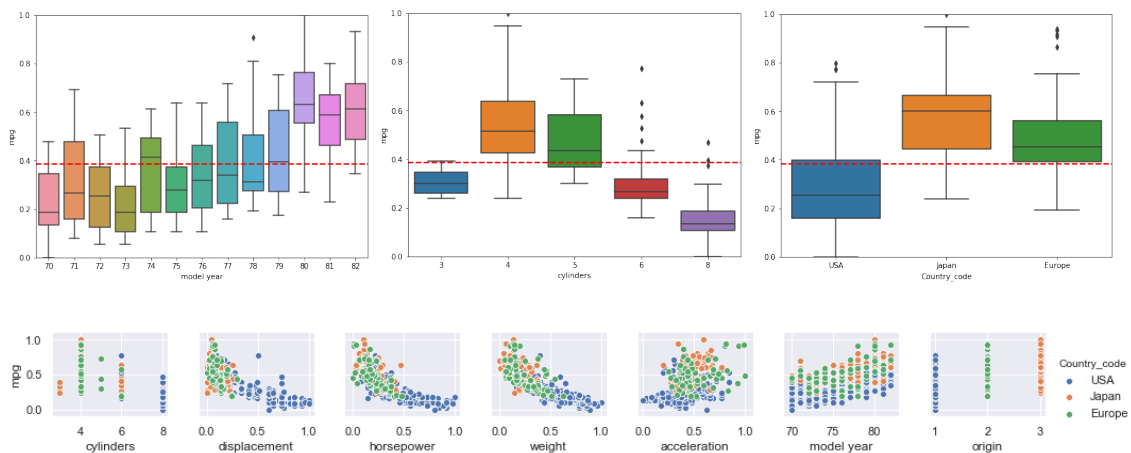 1.0
0.8
0.6
0.4
0.2
0.0
mpg
70 71 72 73 74 75 76 77 78 79 80 81 82
model year
1.0
0.8
0.6
0.4
0.2
0.0
mpg
3 4 5 6 8
cylinders
1.0
0.8
0.6
0.4
0.2
0.0
mpg
USA Japan Europe
Country_code
1.0
0.5
0.0
mpg
4 6 8
cylinders
0.0 0.5 1.0
displacement
0.0 0.5 1.0
horsepower
0.0 0.5 1.0
weight
0.0 0.5 1.0
acceleration
70 75 80
model year
1 2 3
origin
Country_code
USA
Japan
Europe